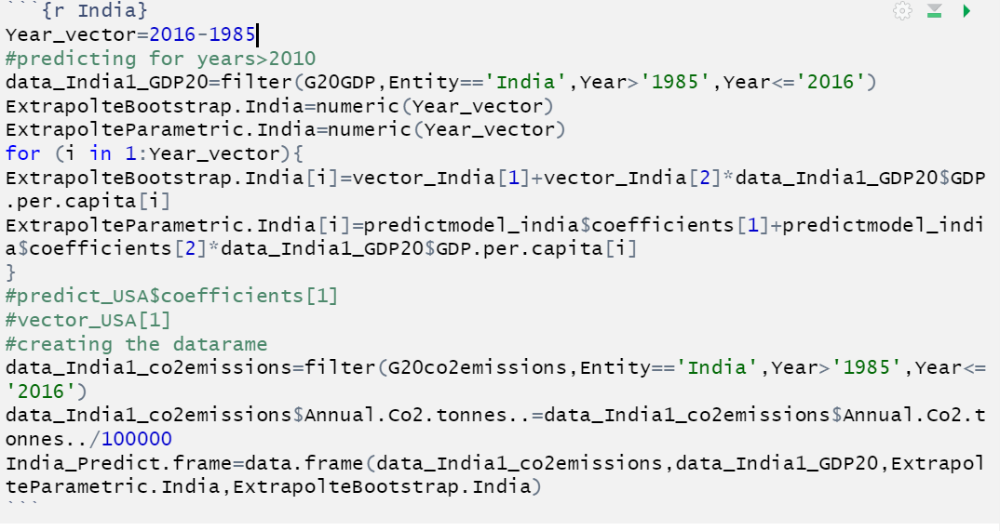 ```{r India}
Year_vector=2016-1985
#predicting for years>2010
data_India1_GDP20=filter(G20GDP,Entity=='India',Year>'1985',Year<='2016')
ExtrapolteBootstrap.India=numeric(Year_vector)
ExtrapolteParametric.India=numeric(Year_vector)
for (i in 1:Year_vector){
ExtrapolteBootstrap.India[i]=vector_India[1]+vector_India[2]*data_India1_GDP20$GDP
.per.capita[i]
ExtrapolteParametric.India[i]=predictmodel_india$coefficients[1]+predictmodel_indi
a$coefficients[2]*data_India1_GDP20$GDP.per.capita[i]
}
#predict_USA$coefficients[1]
#vector_USA[1]
#creating the datarame
data_India1_co2emissions=filter(G20co2emissions,Entity=='India',Year>'1985',Year<=
'2016')
data_India1_co2emissions$Annual.Co2.tonnes..=data_India1_co2emissions$Annual.Co2.t
onnes../100000
India_Predict.frame=data.frame(data_India1_co2emissions,data_India1_GDP20,Extrapol
teParametric.India,ExtrapolteBootstrap.India)
```